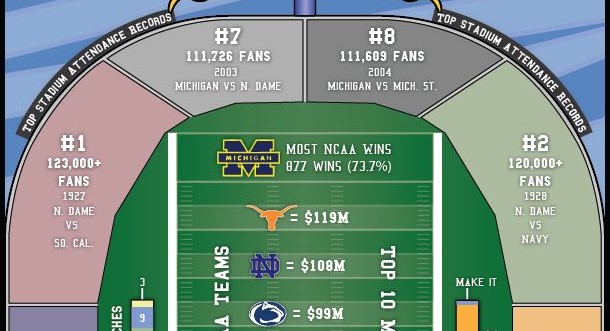 TOP STADIUM ATTENDANCE RECORDS
TOP STADIUM ATTENDANCE RECORDS
#7
111,726 FANS
2003
MICHIGAN VS N. DAME
#8
111,609 FANS
2004
MICHIGAN VS MICH. ST.
#1
123,000+
FANS
1927
N. DAME
VS
SO. CAL.
#2
120,000+
FANS
1928
N. DAME
VS
NAVY
MICHIGAN
MOST NCAA WINS
877 WINS (73.7%)
= $119M
ND = $108M
= $99M
A TEAMS
TOP 10 M
3
9
CHES
MAKE IT